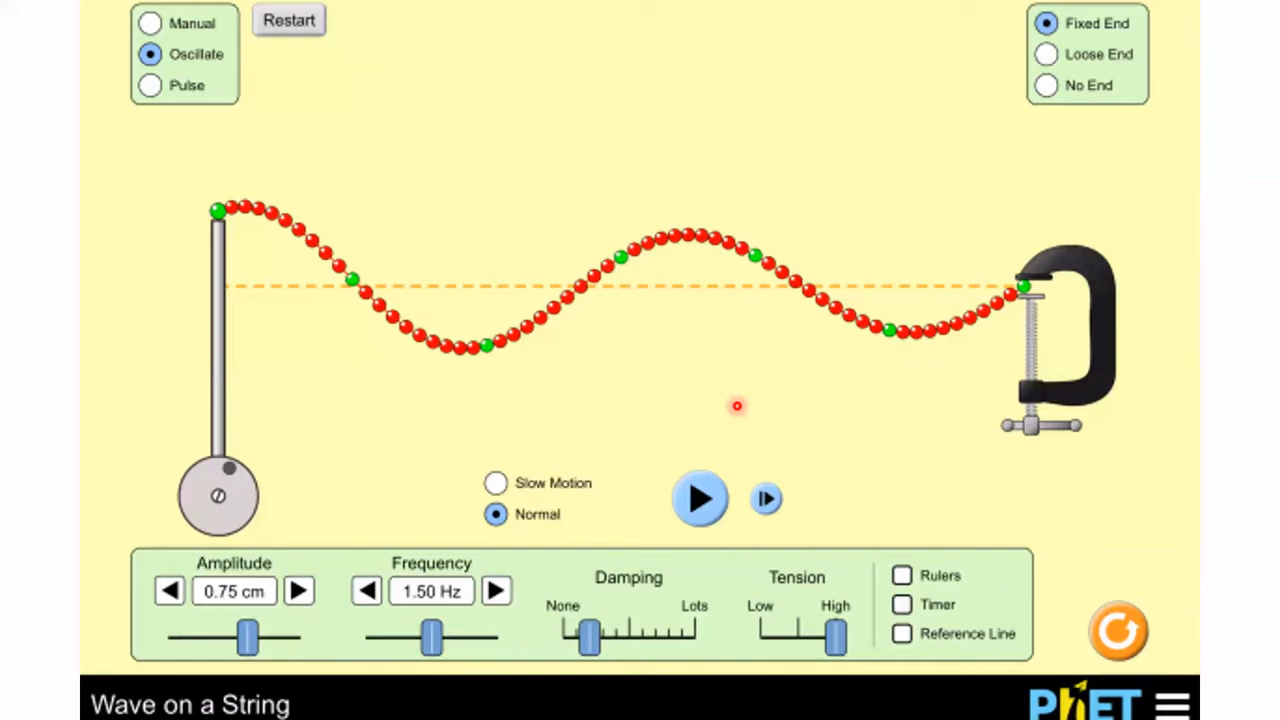 Manual
Oscillate
Pulse
Restart
Fixed End
Loose End
No End
Slow Motion
Normal
Amplitude
0.75 cm
Frequency
1.50 Hz
Damping
None
Lots
Tension
Low
High
Rulers
Timer
Reference Line
Wave on a String
PhET